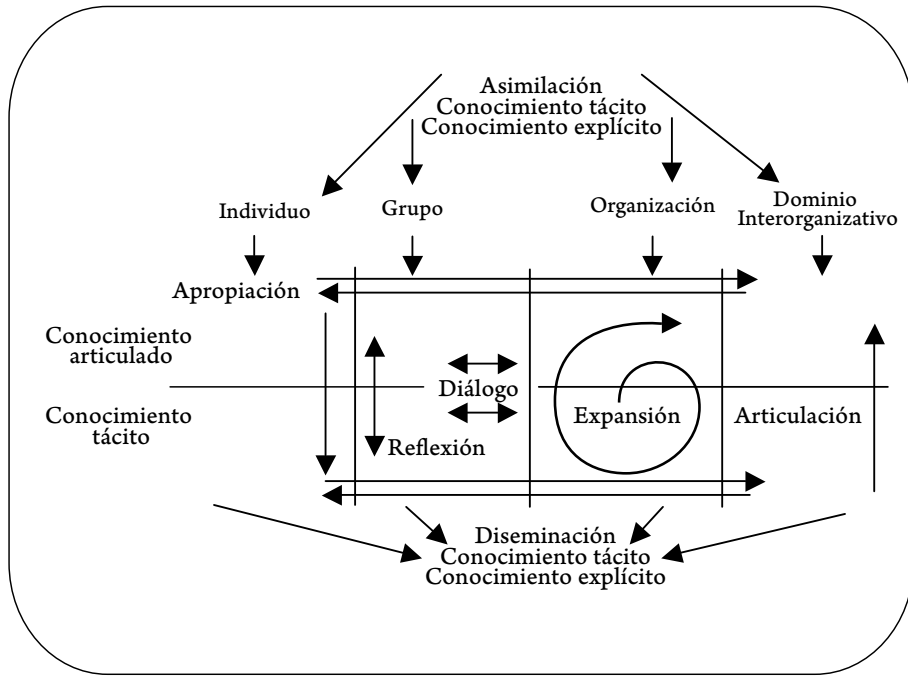 Asimilación
Conocimiento tácito
Conocimiento explícito
Individuo
Grupo
Organización
Dominio
Interorganizativo
Apropiación
Conocimiento
articulado
Conocimiento
tácito
Diálogo
Reflexión
Expansión
Articulación
Diseminación
Conocimiento tácito
Conocimiento explícito